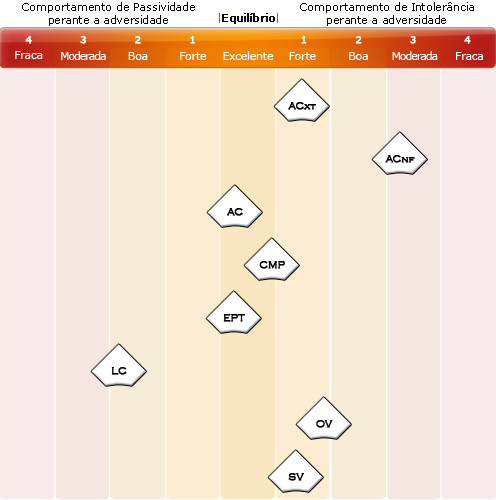 Comportamento de Passividade
perante a adversidade
|Equilíbrio|
Comportamento de Intolerância
perante a adversidade
4 3 2 1 1 2 3 4
Fraca Moderada Boa Forte Excelente Forte Boa Moderada Fraca
ACXT
ACNF
AC
CMP
EPT
LC
OV
SV